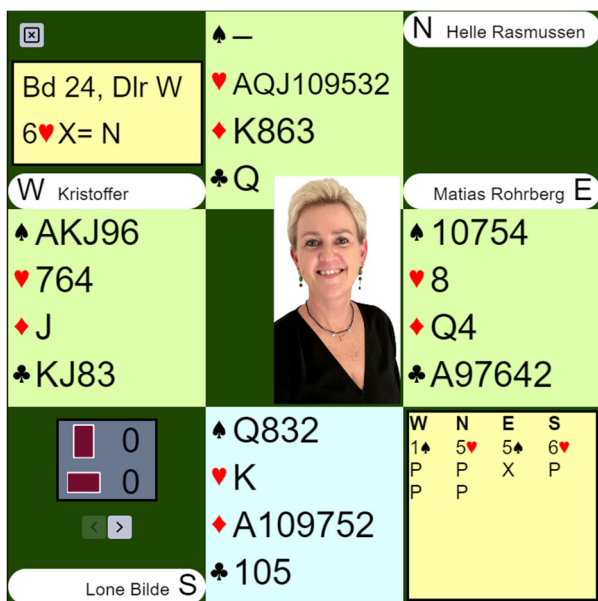 ♠ –
♥ AQJ109532
♦ K863
♣ Q
N Helle Rasmussen
Bd 24, Dlr W
6♥X= N
W Kristoffer
Matias Rohrberg E
♠ AKJ96
♥ 764
♦ J
♣ KJ83
♠ 10754
♥ 8
♦ Q4
♣ A97642
0
0
♠ Q832
♥ K
♦ A109752
♣ 105
W N E S
1♠ 5♥ 5♠ 6♥
P P X P
P P
Lone Bilde S